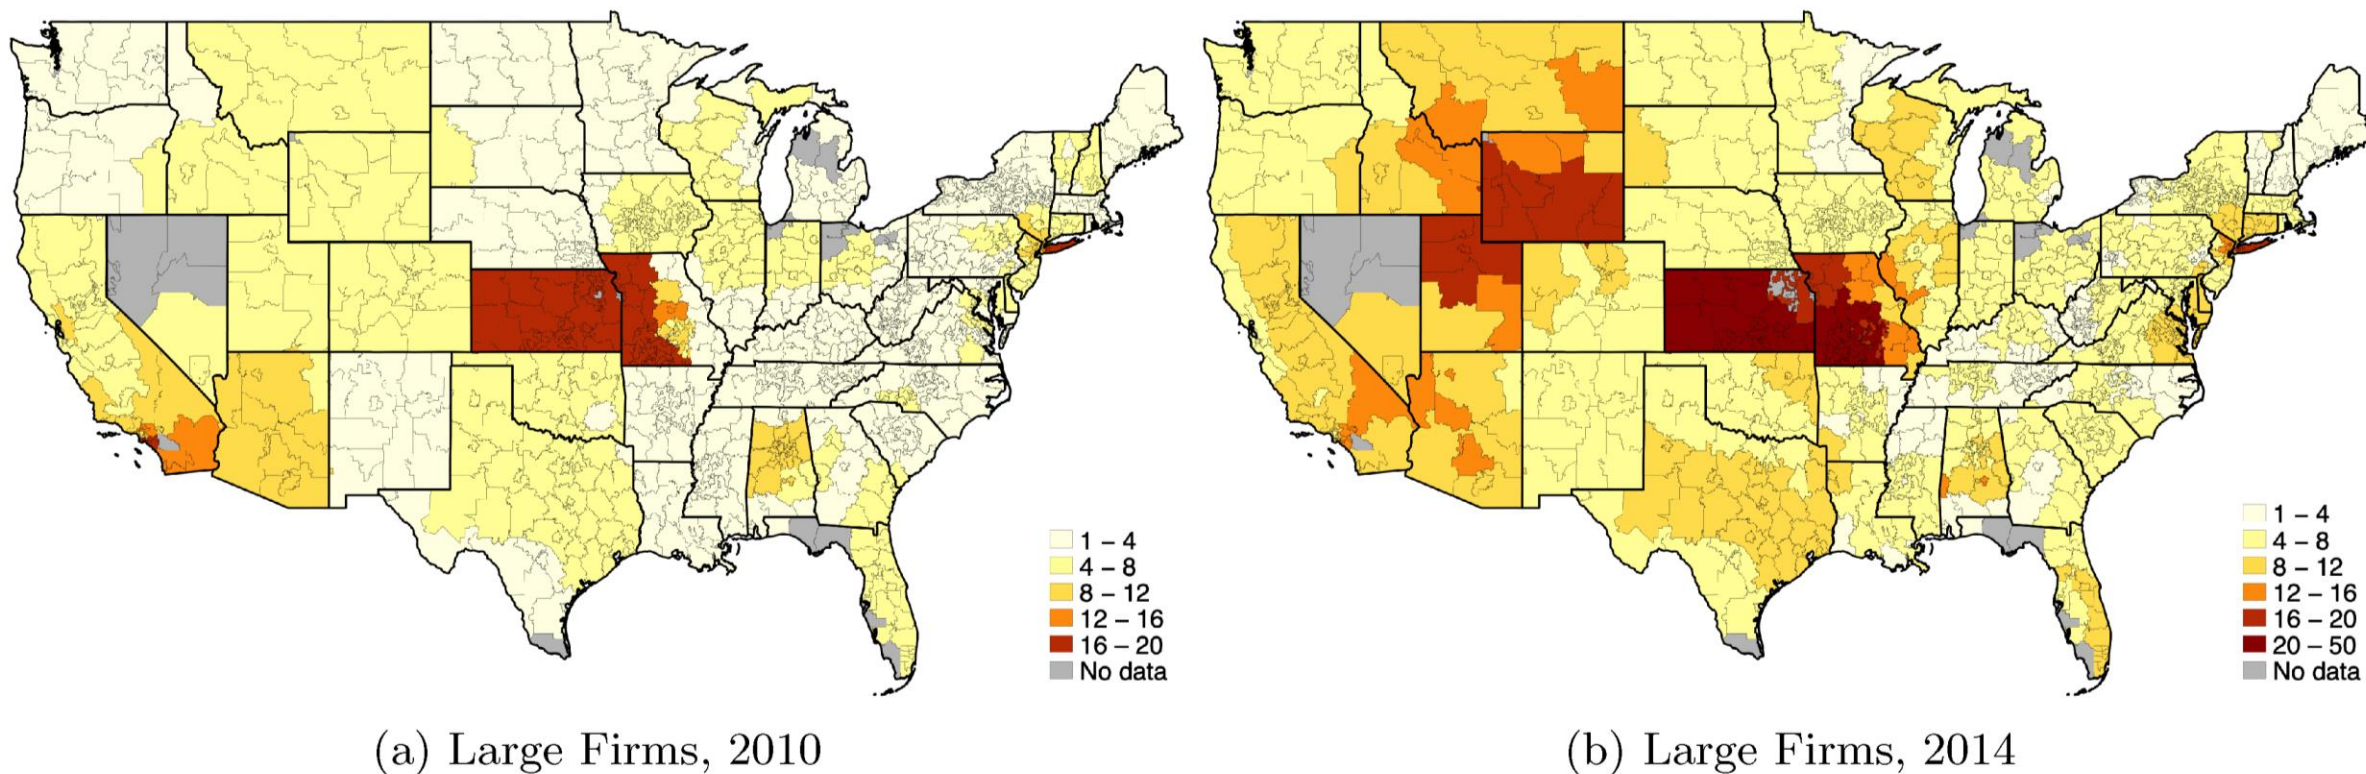 1 – 4
4 – 8
8 – 12
12 – 16
16 – 20
No data
(a) Large Firms, 2010
1 – 4
4 – 8
8 – 12
12 – 16
16 – 20
20 – 50
No data
(b) Large Firms, 2014